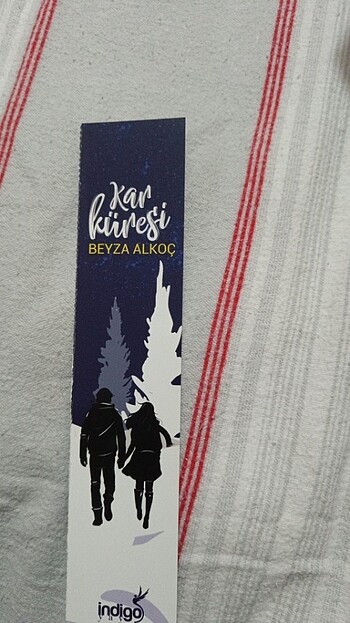 Kar
küresi
BEYZA ALKOÇ
indigo